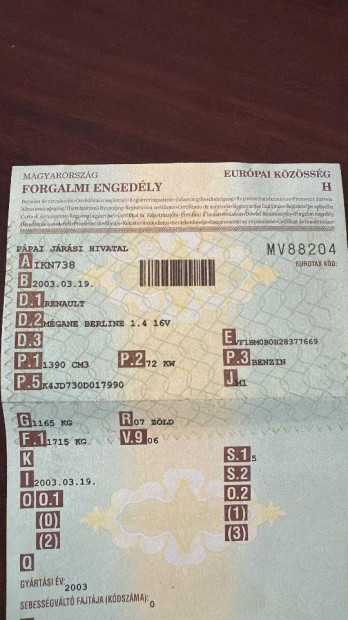 MAGYARORSZÁG EURÓPAI KÖZÖSSÉG
FORGALMI ENGEDÉLY H
PÁPAI JÁRÁSI HIVATAL MV88204
A IKN738 EUROTAX KÓD:
B 2003.03.19.
D.1 RENAULT
D.2 MÉGANE BERLINE 1.4 16V
D.3 E VF1BM0B0H28377669
P.1 1390 CM3 P.2 72 KW P.3 BENZIN
P.5 K4JD730D017990 J M1
G 1165 KG R 07 ZÖLD
F.1 1715 KG V.9 06
K S.1 5
I 2003.03.19. S.2
O O.1 O.2
(0) (1)
(2) (3)
Q
GYÁRTÁSI ÉV: 2003
SEBESSÉGVÁLTÓ FAJTÁJA (KÓDSZÁMA): 0